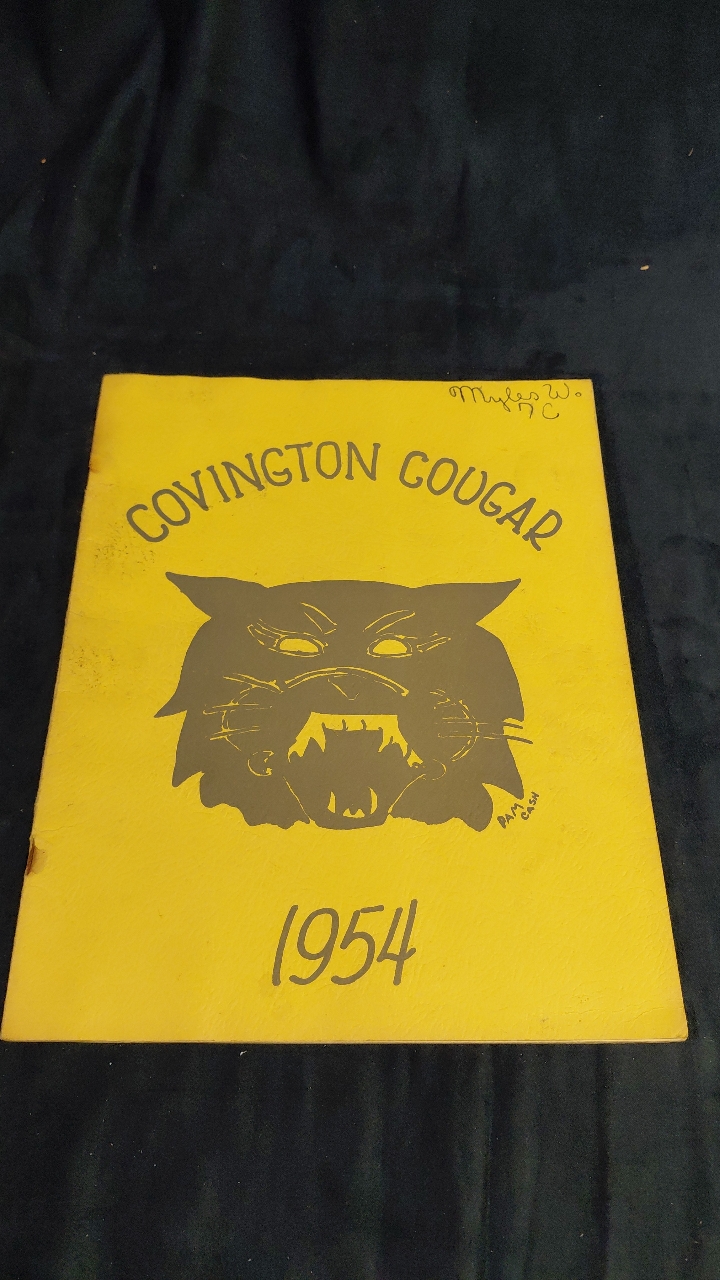 Myles W.
7C
COVINGTON COUGAR
PAM
CASH
1954